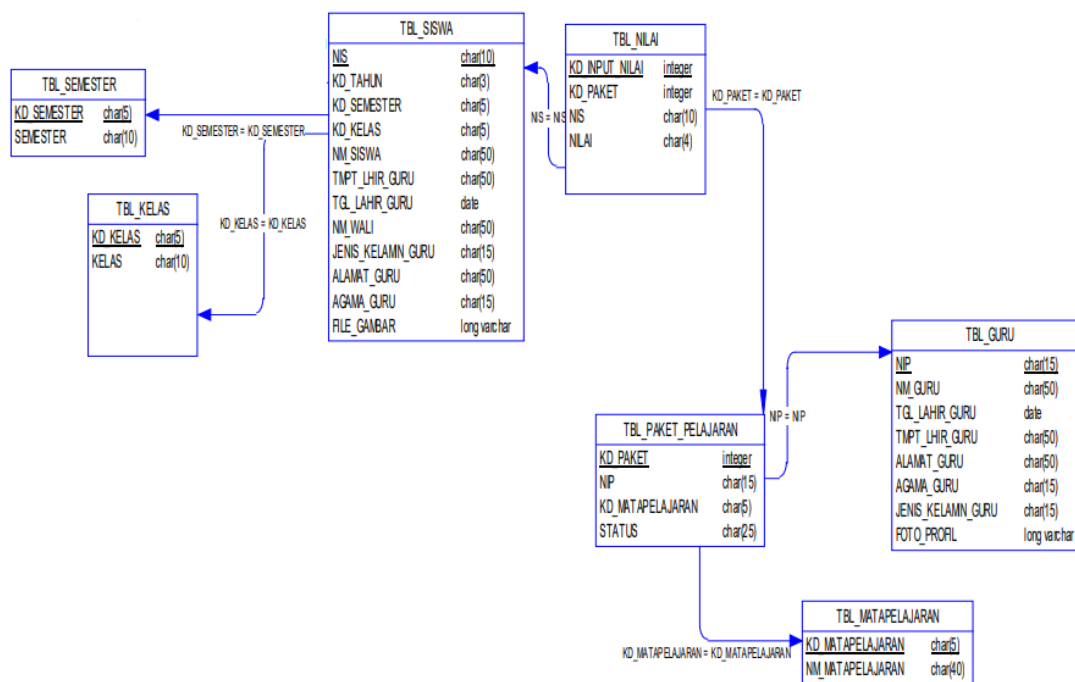 TBL_SISWA
NIS char(10)
KD_TAHUN char(3)
KD_SEMESTER char(5)
KD_KELAS char(5)
NM_SISWA char(50)
TMPT_LHIR_GURU char(50)
TGL_LAHIR_GURU date
NM_WALI char(50)
JENIS_KELAMN_GURU char(15)
ALAMAT_GURU char(50)
AGAMA_GURU char(15)
FILE_GAMBAR long varchar
TBL_NILAI
KD_INPUT_NILAI integer
KD_PAKET integer
NIS char(10)
NILAI char(4)
TBL_SEMESTER
KD_SEMESTER char(5)
SEMESTER char(10)
KD_SEMESTER = KD_SEMESTER
NIS = NIS
KD_PAKET = KD_PAKET
TBL_KELAS
KD_KELAS char(5)
KELAS char(10)
KD_KELAS = KD_KELAS
TBL_GURU
NIP char(15)
NM_GURU char(50)
TGL_LAHIR_GURU date
TMPT_LHIR_GURU char(50)
ALAMAT_GURU char(50)
AGAMA_GURU char(15)
JENIS_KELAMN_GURU char(15)
FOTO_PROFIL long varchar
NIP = NIP
TBL_PAKET_PELAJARAN
KD_PAKET integer
NIP char(15)
KD_MATAPELAJARAN char(5)
STATUS char(25)
TBL_MATAPELAJARAN
KD_MATAPELAJARAN char(5)
NM_MATAPELAJARAN char(40)
KD_MATAPELAJARAN = KD_MATAPELAJARAN